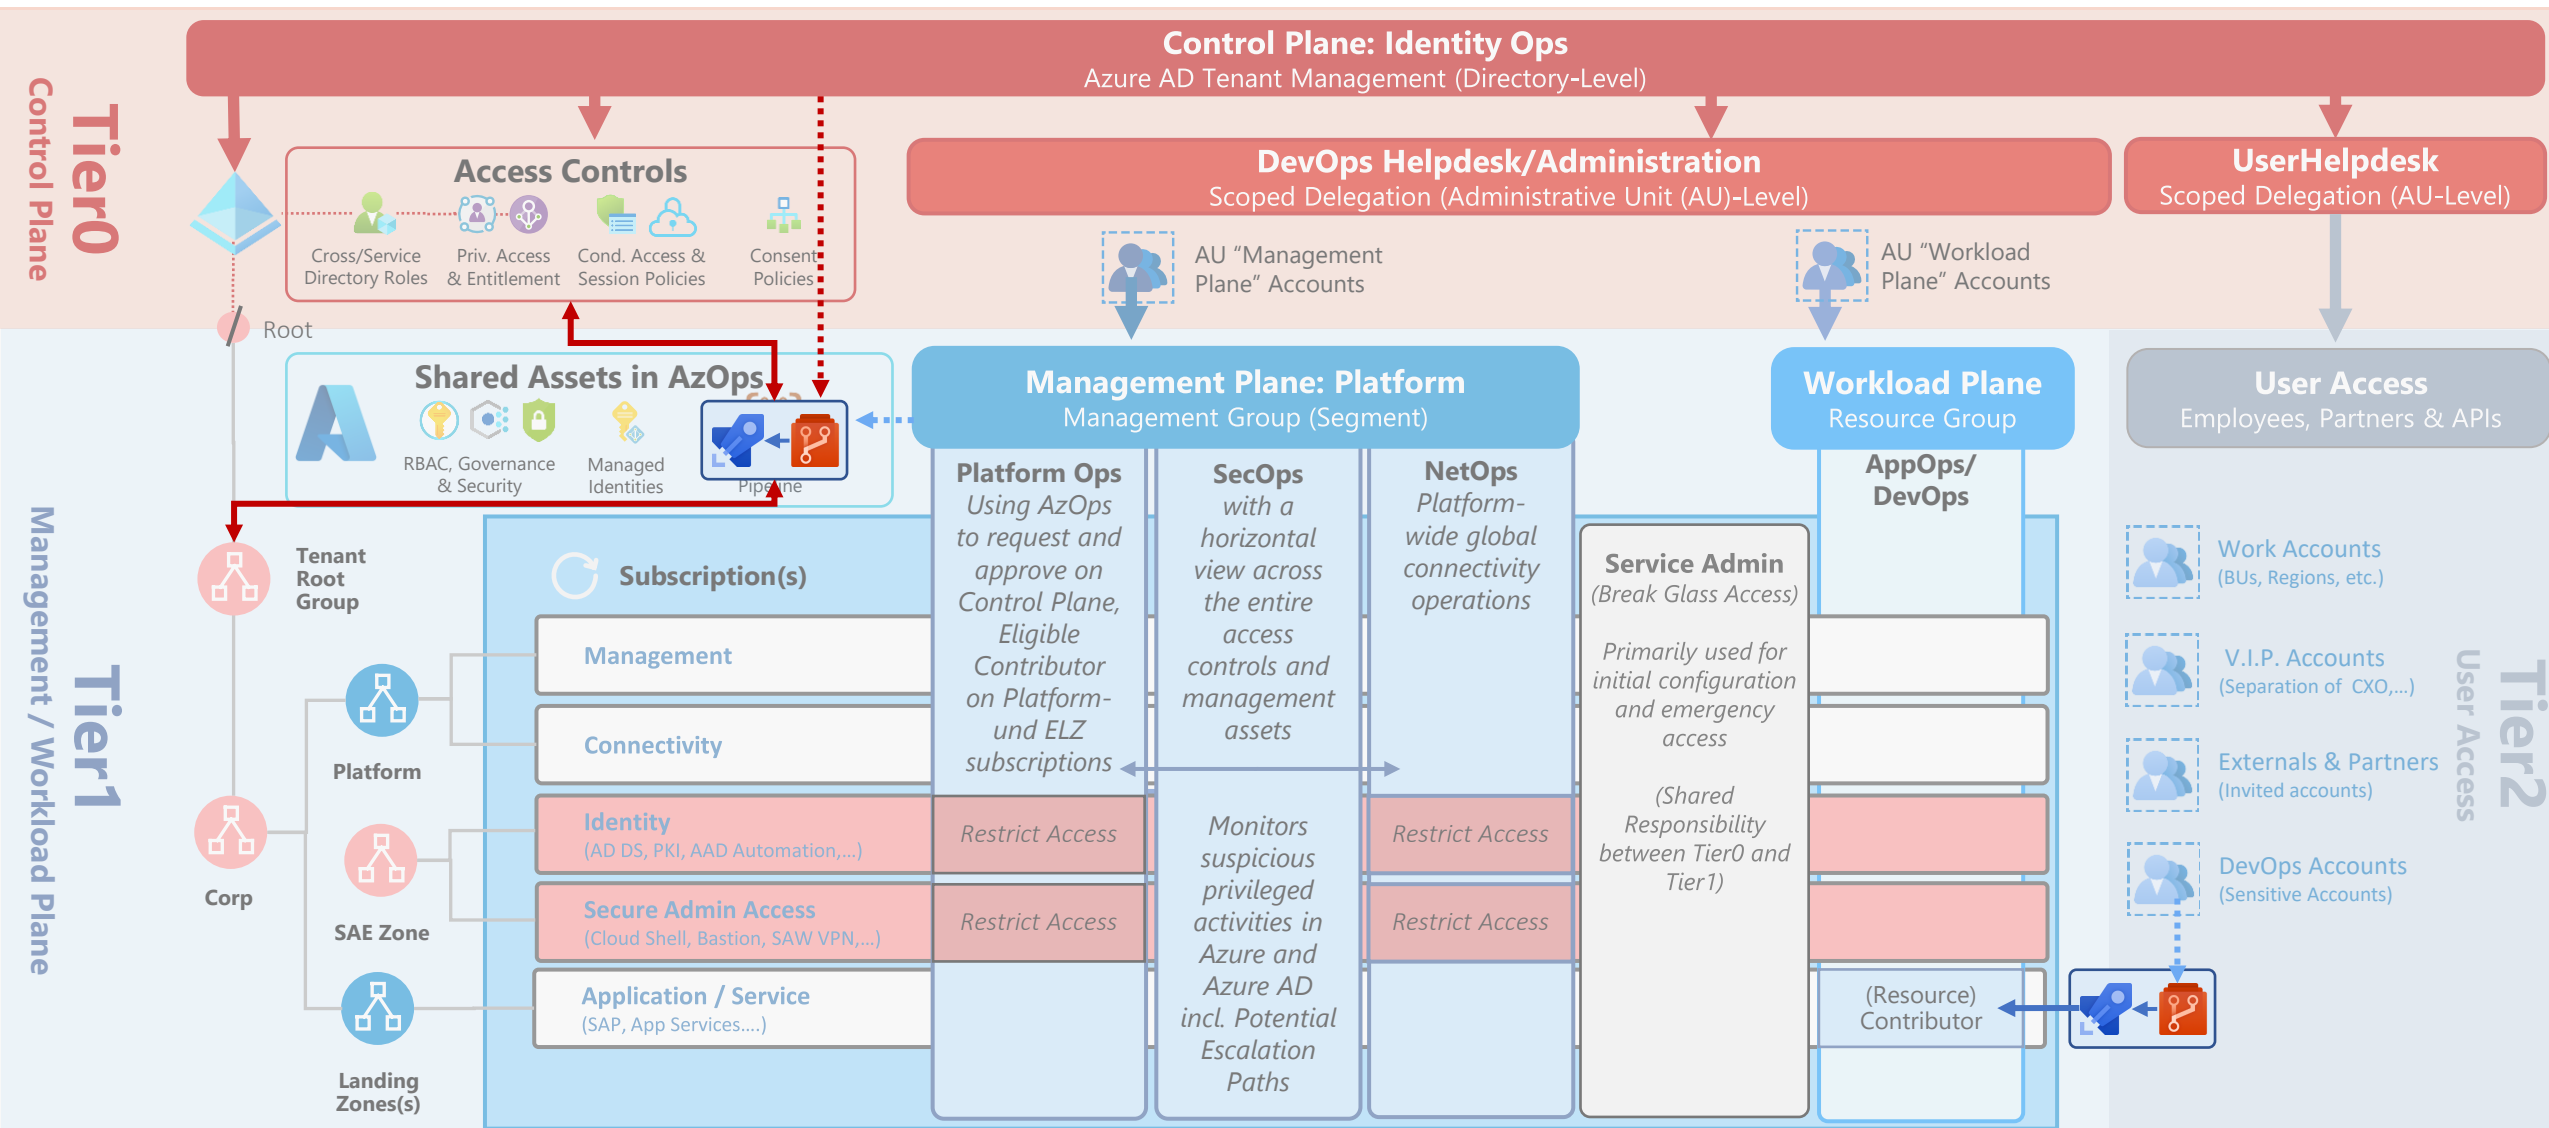 Control Plane: Identity Ops
Azure AD Tenant Management (Directory-Level)
Tier0
Control Plane
Access Controls
Cross/Service
Directory Roles
Priv. Access
& Entitlement
Cond. Access &
Session Policies
Consent
Policies
DevOps Helpdesk/Administration
Scoped Delegation (Administrative Unit (AU)-Level)
UserHelpdesk
Scoped Delegation (AU-Level)
AU “Management
Plane” Accounts
AU “Workload
Plane” Accounts
Root
Shared Assets in AzOps
RBAC, Governance
& Security
Managed
Identities
Pipeline
Management Plane: Platform
Management Group (Segment)
Workload Plane
Resource Group
User Access
Employees, Partners & APIs
Tier1
Management / Workload Plane
Tenant
Root
Group
Corp
Platform
SAE Zone
Landing
Zones(s)
Subscription(s)
Management
Connectivity
Identity
(AD DS, PKI, AAD Automation,...)
Secure Admin Access
(Cloud Shell, Bastion, SAW VPN,...)
Application / Service
(SAP, App Services....)
Platform Ops
Using AzOps
to request and
approve on
Control Plane,
Eligible
Contributor
on Platform-
und ELZ
subscriptions
Restrict Access
Restrict Access
SecOps
with a
horizontal
view across
the entire
access
controls and
management
assets
Monitors
suspicious
privileged
activities in
Azure and
Azure AD
incl. Potential
Escalation
Paths
NetOps
Platform-
wide global
connectivity
operations
Restrict Access
Restrict Access
Service Admin
(Break Glass Access)
Primarily used for
initial configuration
and emergency
access
(Shared
Responsibility
between Tier0 and
Tier1)
AppOps/
DevOps
(Resource)
Contributor
Work Accounts
(BUs, Regions, etc.)
V.I.P. Accounts
(Separation of CXO,...)
Externals & Partners
(Invited accounts)
DevOps Accounts
(Sensitive Accounts)
Tier2
User Access